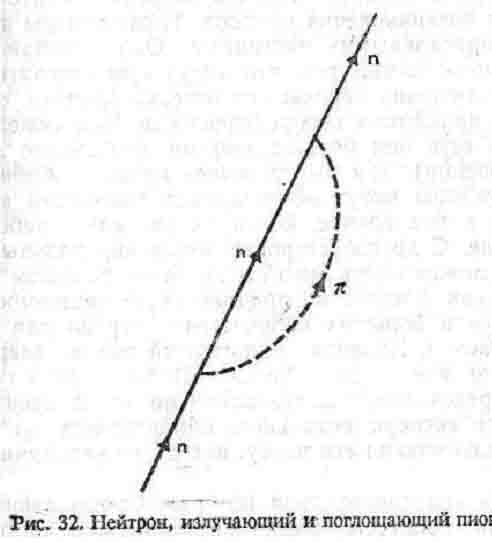 n
n
π
n
Рис. 32. Нейтрон, излучающий и поглощающий пион